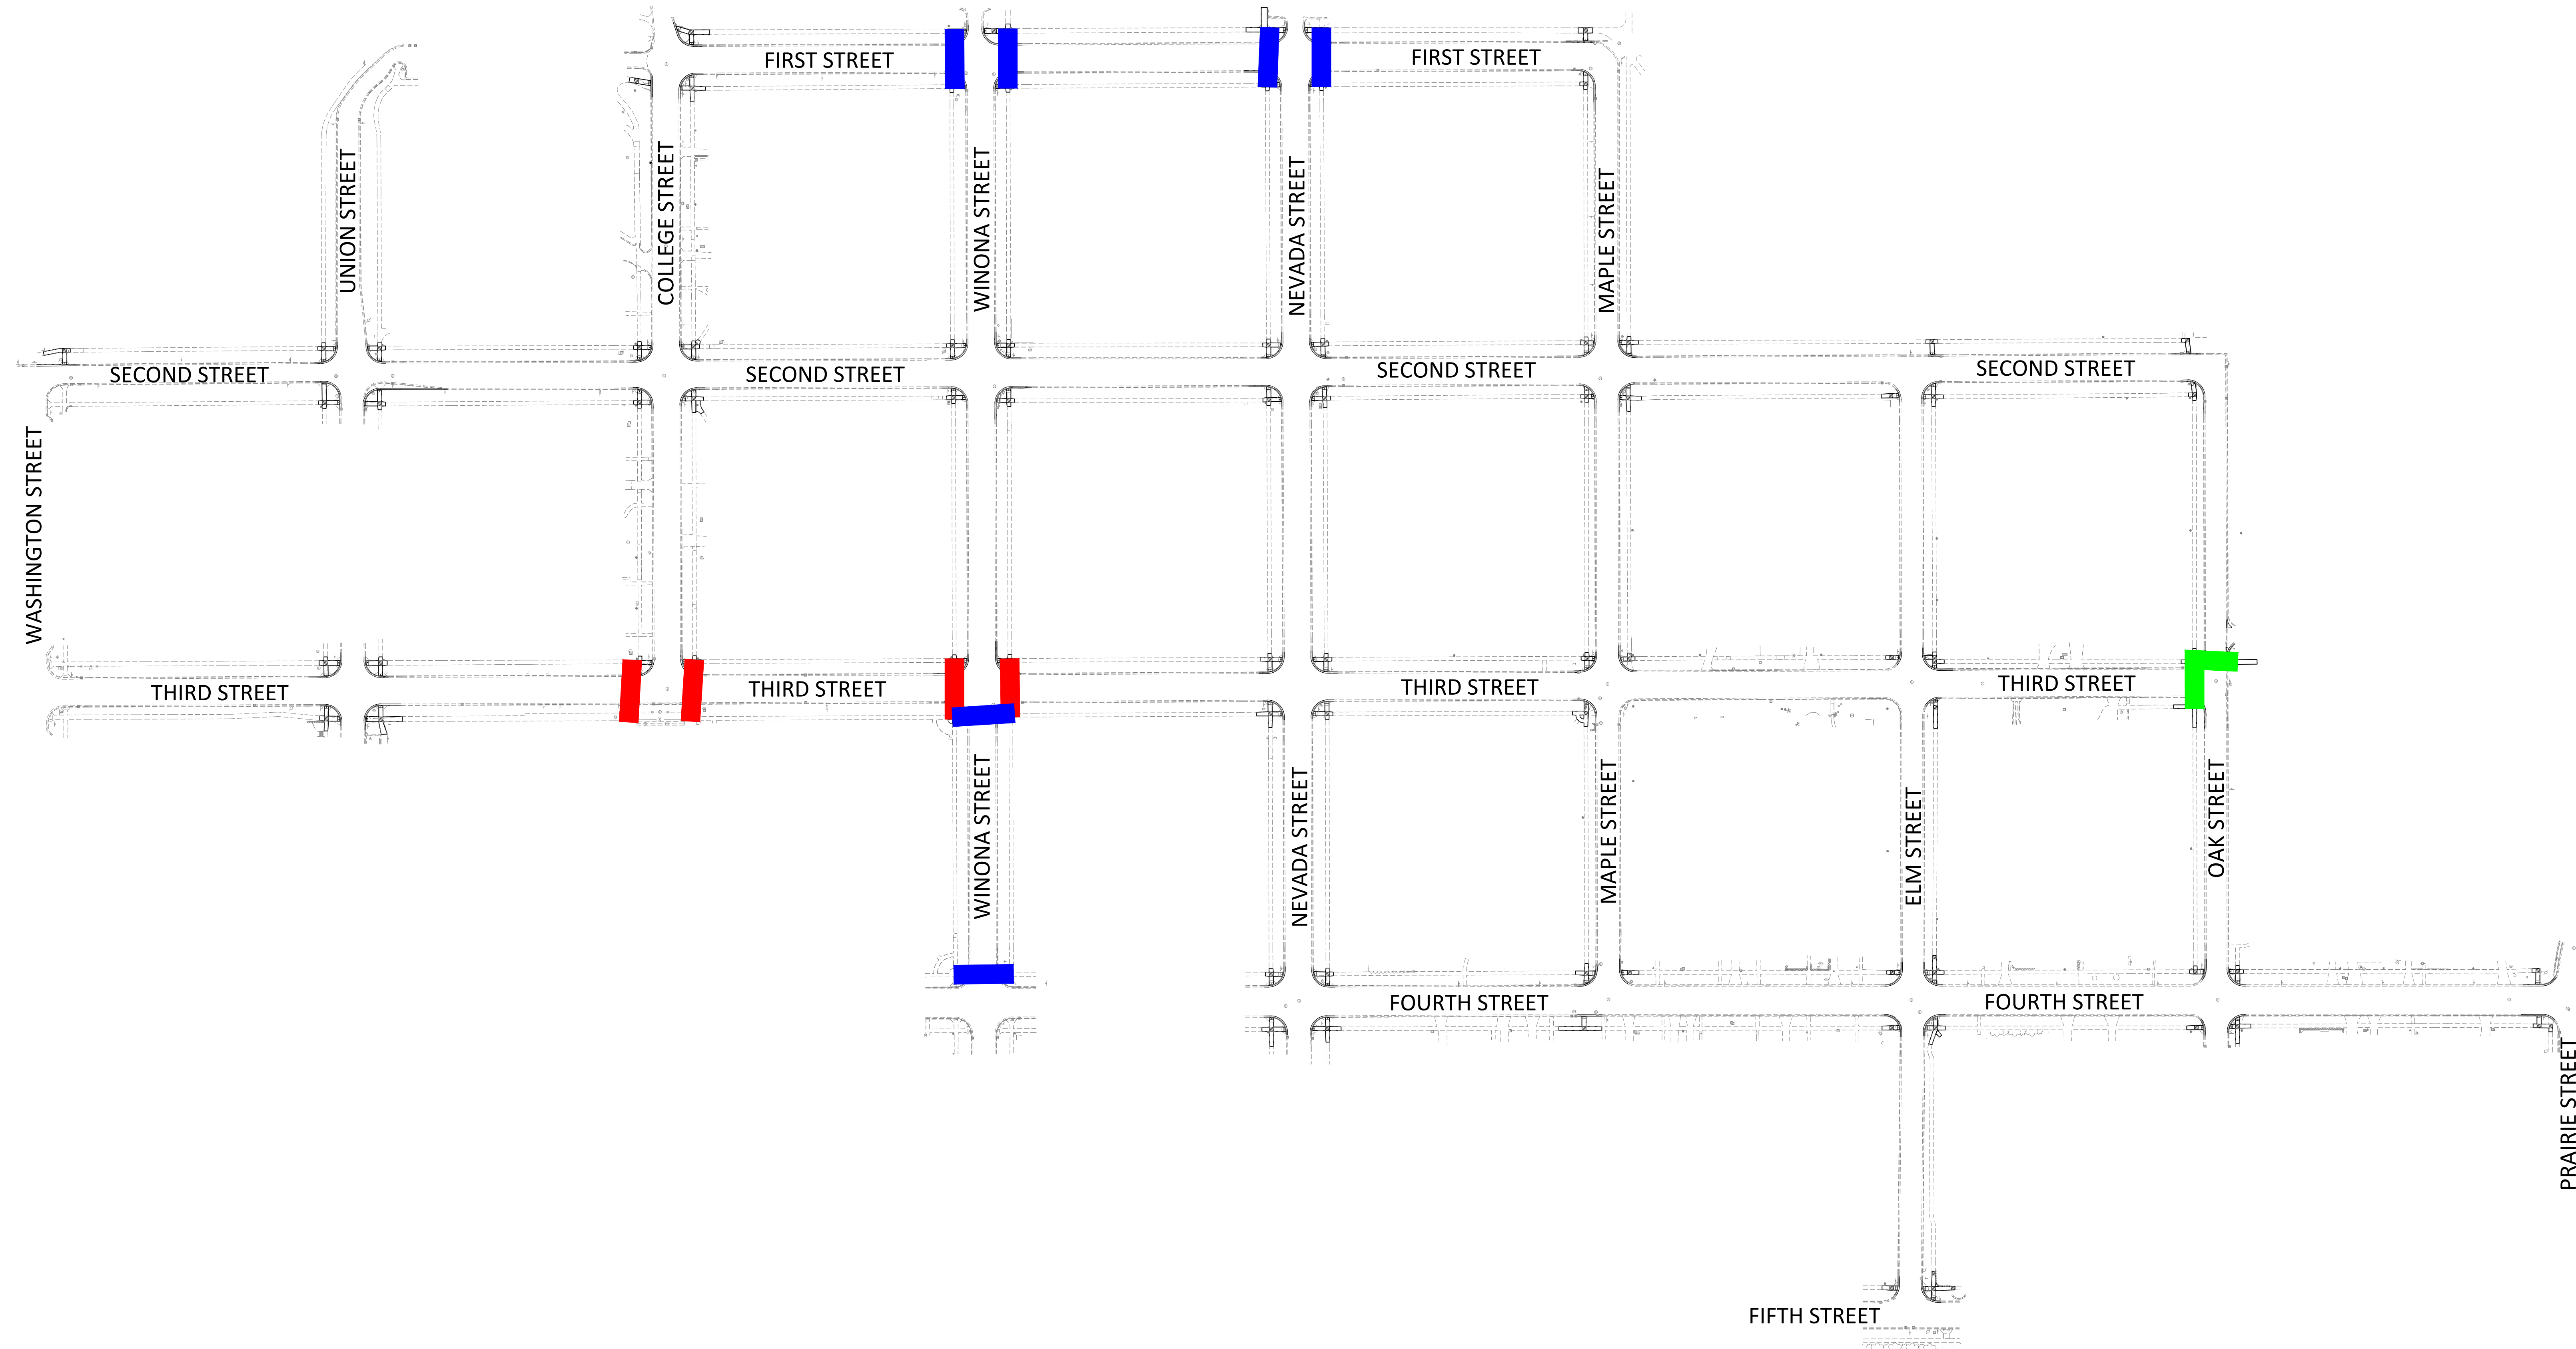 FIRST STREET
FIRST STREET
UNION STREET
COLLEGE STREET
WINONA STREET
NEVADA STREET
MAPLE STREET
SECOND STREET
SECOND STREET
SECOND STREET
SECOND STREET
WASHINGTON STREET
THIRD STREET
THIRD STREET
THIRD STREET
THIRD STREET
WINONA STREET
NEVADA STREET
MAPLE STREET
ELM STREET
OAK STREET
FOURTH STREET
FOURTH STREET
PRAIRIE STREET
FIFTH STREET